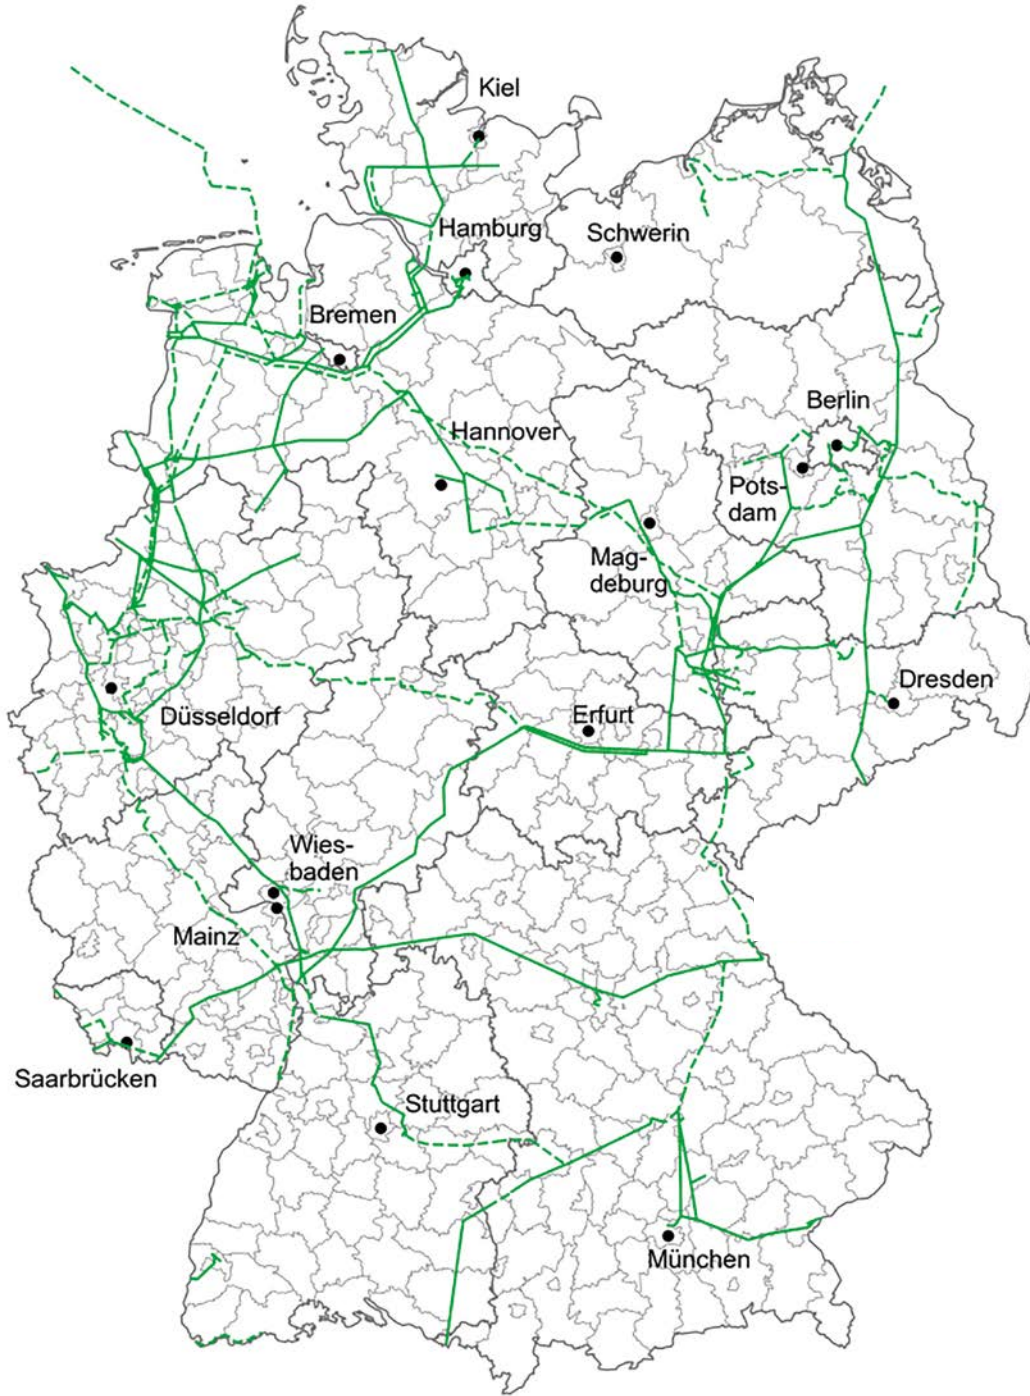 Kiel
Hamburg
Schwerin
Bremen
Berlin
Hannover
Pots-
dam
Mag-
deburg
Dresden
Düsseldorf
Erfurt
Wies-
baden
Mainz
Saarbrücken
Stuttgart
München